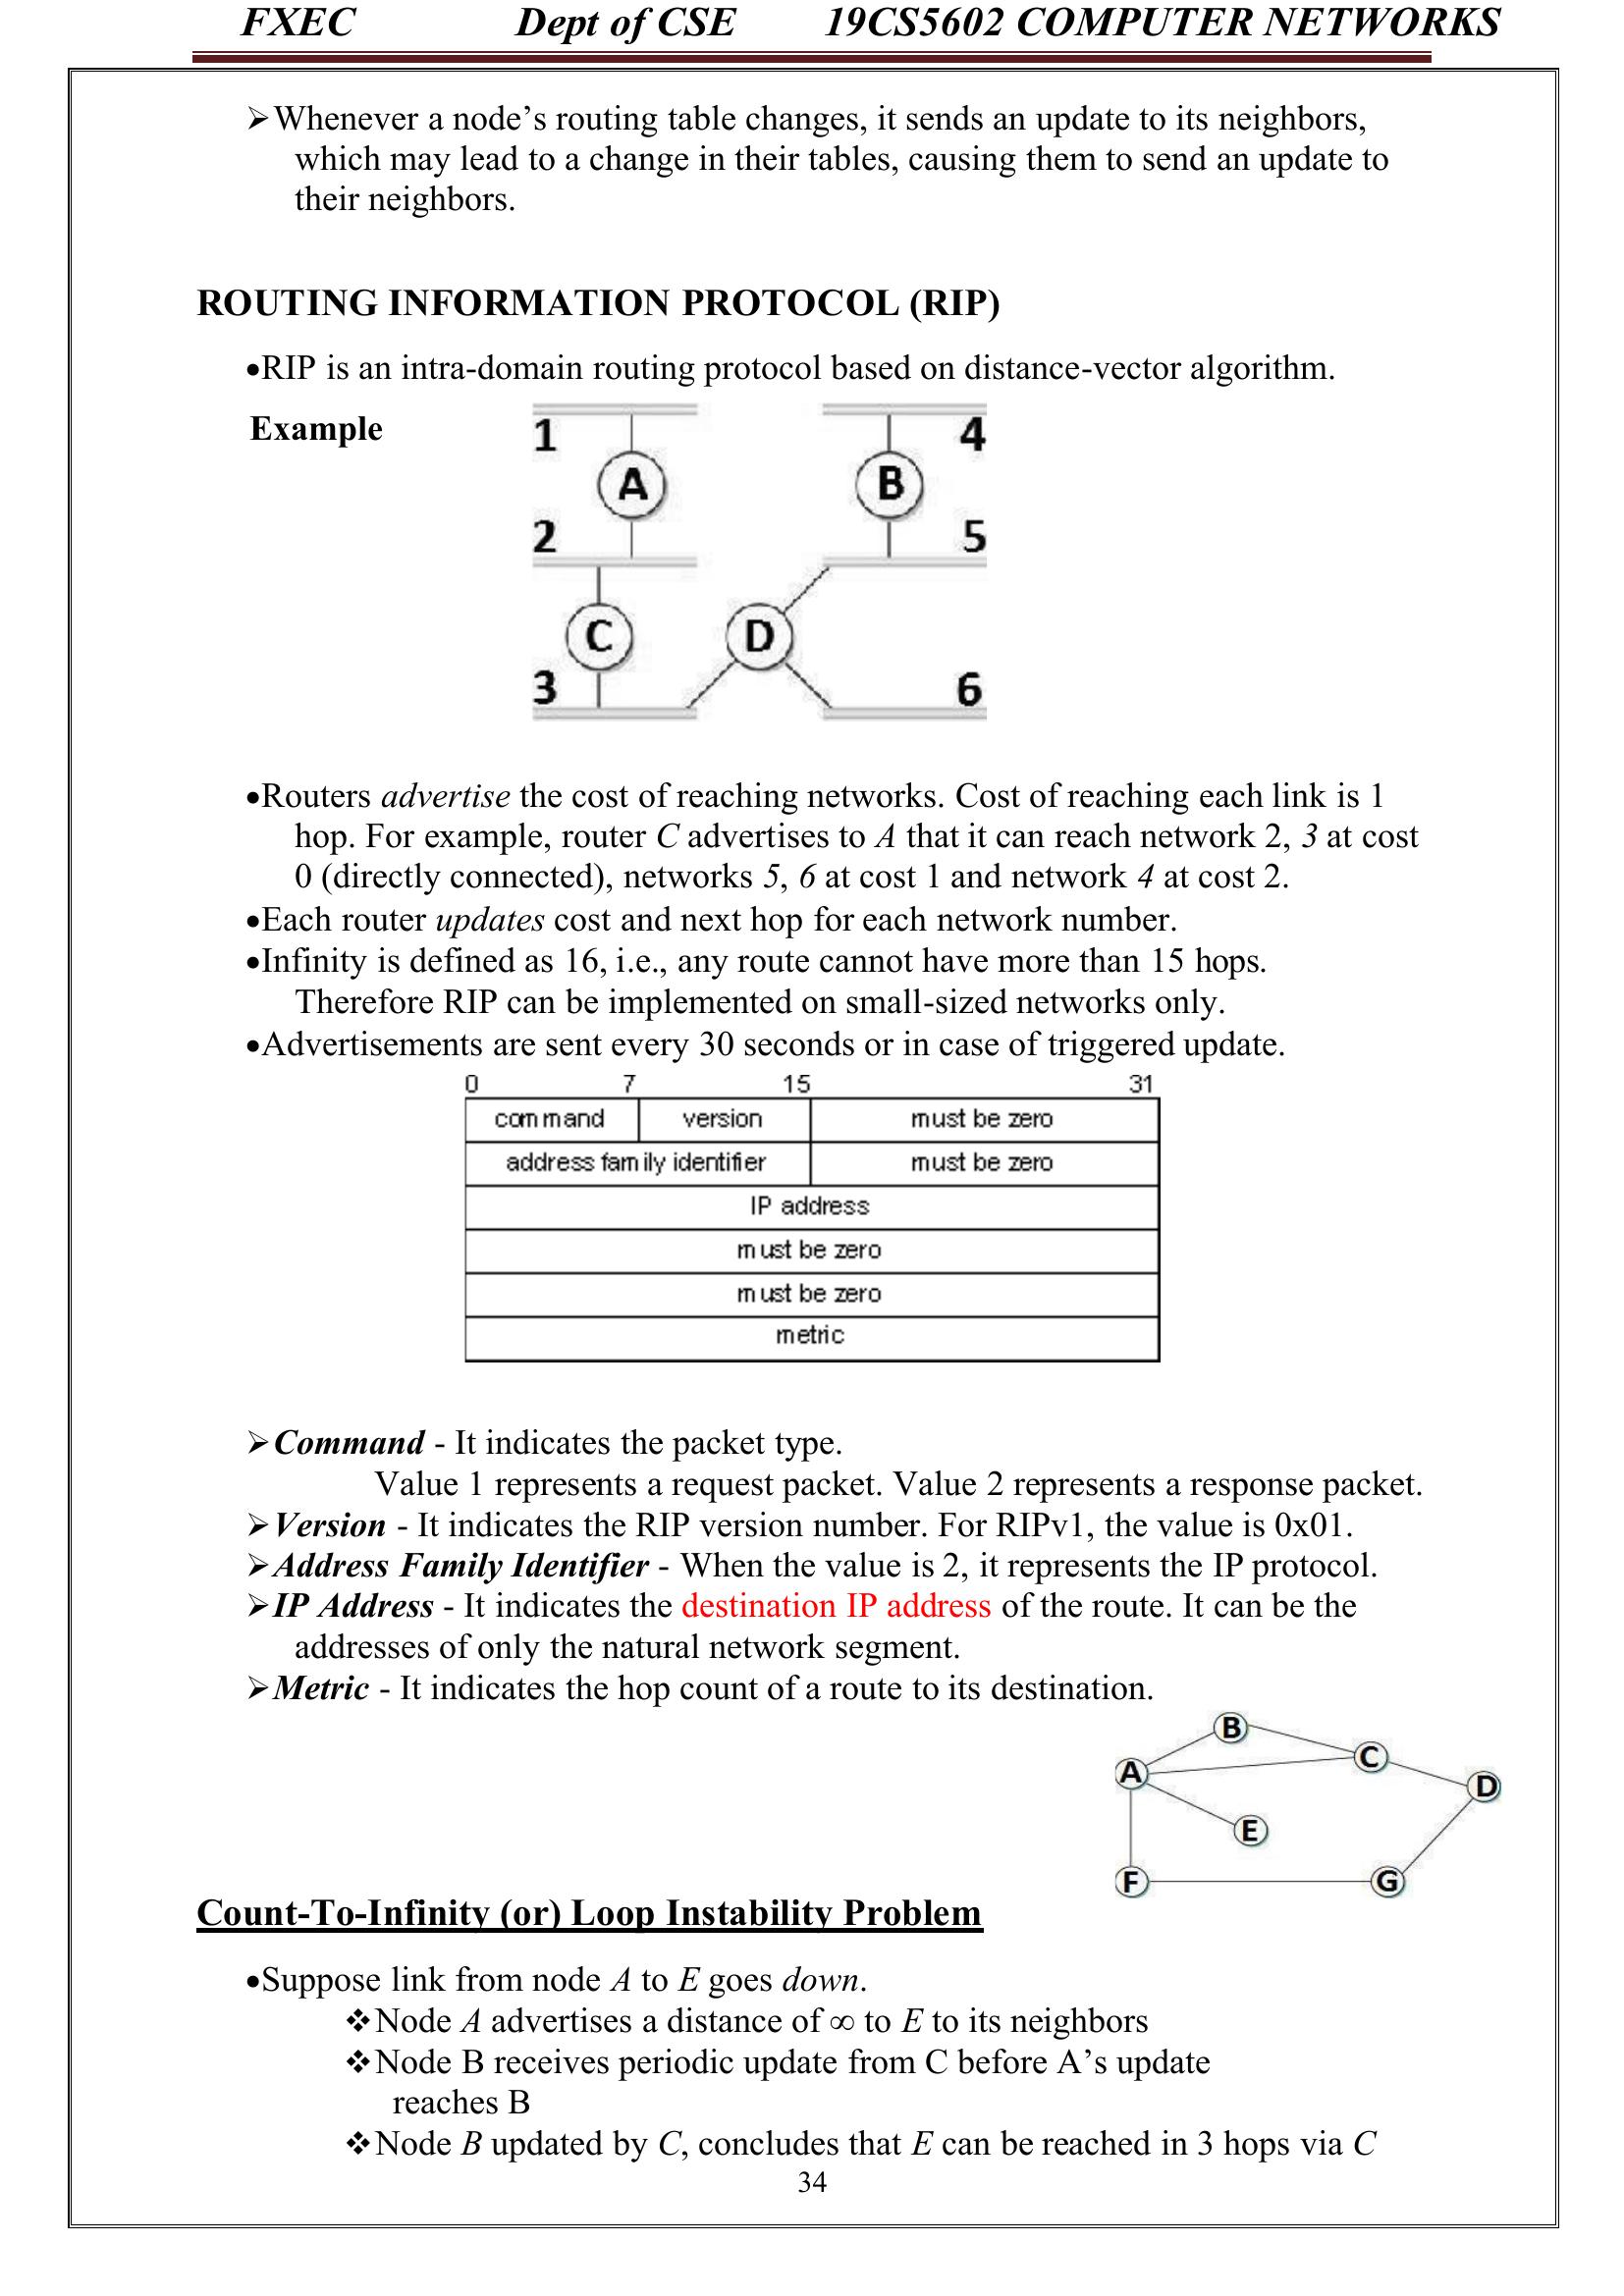 FXEC Dept of CSE 19CS5602 COMPUTER NETWORKS
➢Whenever a node’s routing table changes, it sends an update to its neighbors,
which may lead to a change in their tables, causing them to send an update to
their neighbors.
ROUTING INFORMATION PROTOCOL (RIP)
•RIP is an intra-domain routing protocol based on distance-vector algorithm.
Example
1 4
A B
2 5
C D
3 6
•Routers advertise the cost of reaching networks. Cost of reaching each link is 1
hop. For example, router C advertises to A that it can reach network 2, 3 at cost
0 (directly connected), networks 5, 6 at cost 1 and network 4 at cost 2.
•Each router updates cost and next hop for each network number.
•Infinity is defined as 16, i.e., any route cannot have more than 15 hops.
Therefore RIP can be implemented on small-sized networks only.
•Advertisements are sent every 30 seconds or in case of triggered update.
0 7 15 31
command version must be zero
address family identifier must be zero
IP address
must be zero
must be zero
metric
➢Command - It indicates the packet type.
Value 1 represents a request packet. Value 2 represents a response packet.
➢Version - It indicates the RIP version number. For RIPv1, the value is 0x01.
➢Address Family Identifier - When the value is 2, it represents the IP protocol.
➢IP Address - It indicates the destination IP address of the route. It can be the
addresses of only the natural network segment.
➢Metric - It indicates the hop count of a route to its destination.
B
C
A
D
E
F G
Count-To-Infinity (or) Loop Instability Problem
•Suppose link from node A to E goes down.
❖Node A advertises a distance of ∞ to E to its neighbors
❖Node B receives periodic update from C before A’s update
reaches B
❖Node B updated by C, concludes that E can be reached in 3 hops via C
34